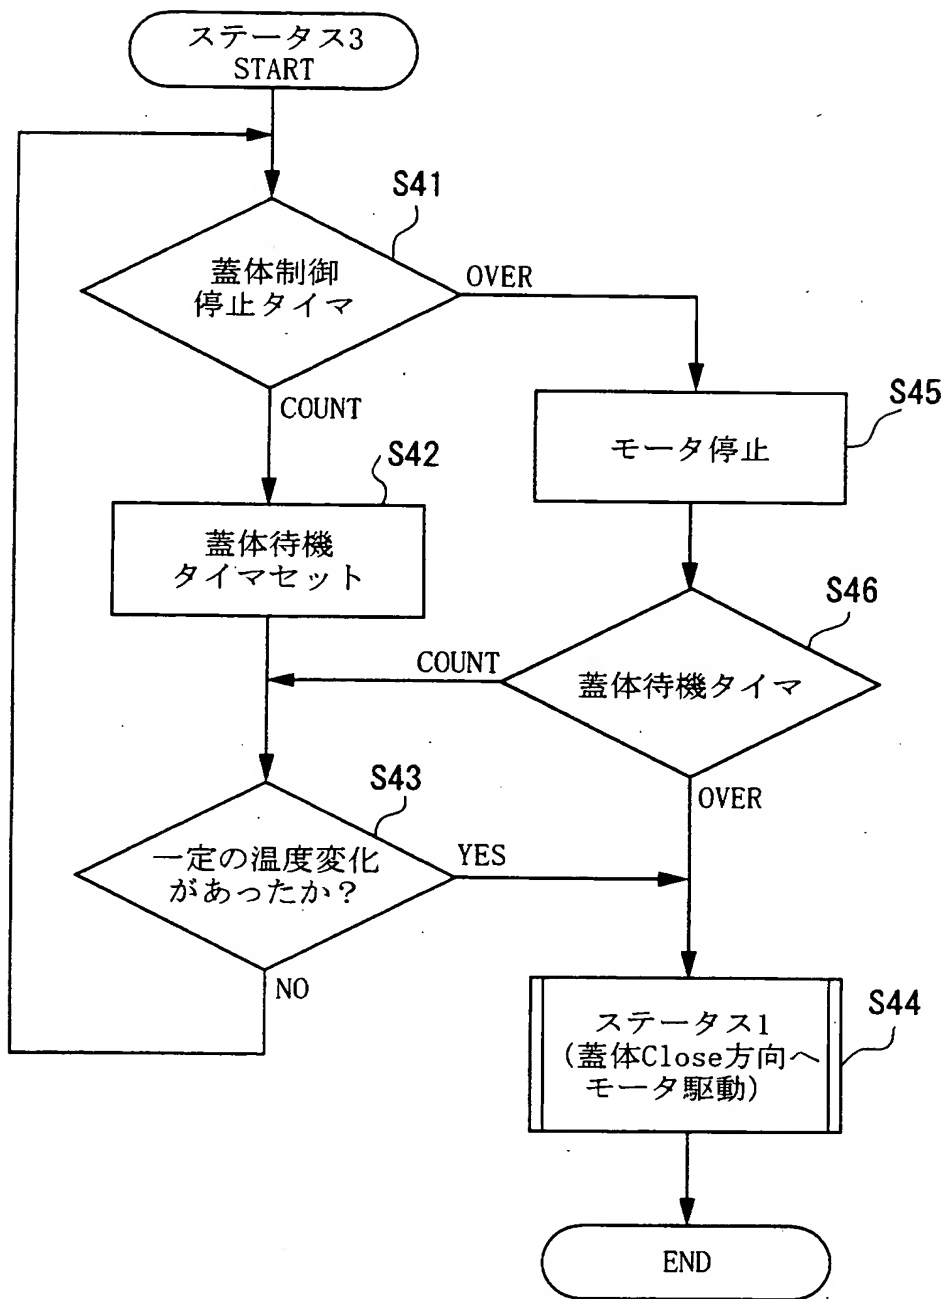 ステータス3
START
S41
蓋体制御
停止タイマ
OVER
COUNT
S45
モータ停止
S42
蓋体待機
タイマセット
S46
COUNT
蓋体待機タイマ
OVER
S43
一定の温度変化
があったか？
YES
NO
S44
ステータス1
(蓋体Close方向へ
モータ駆動)
END